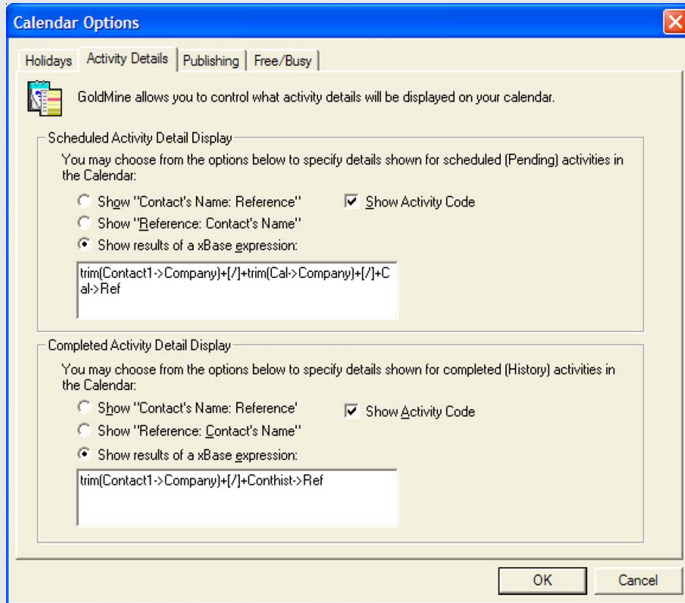 Calendar Options
Holidays Activity Details Publishing Free/Busy
GoldMine allows you to control what activity details will be displayed on your calendar.
Scheduled Activity Detail Display
You may choose from the options below to specify details shown for scheduled (Pending) activities in
the Calendar:
Show "Contact's Name: Reference" Show Activity Code
Show "Reference: Contact's Name"
Show results of a xBase expression:
trim(Contact1->Company)+[/]+trim(Cal->Company)+[/]+C
al->Ref
Completed Activity Detail Display
You may choose from the options below to specify details shown for completed (History) activities in
the Calendar:
Show "Contact's Name: Reference' Show Activity Code
Show "Reference: Contact's Name"
Show results of a xBase expression:
trim(Contact1->Company)+[/]+Conthist->Ref
OK Cancel